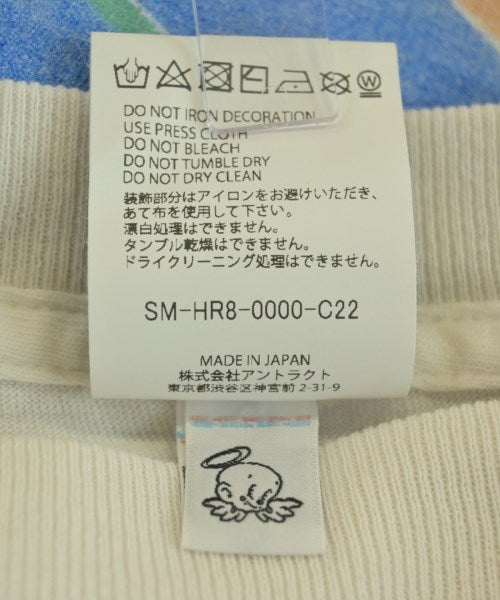 DO NOT IRON DECORATION
USE PRESS CLOTH
DO NOT BLEACH
DO NOT TUMBLE DRY
DO NOT DRY CLEAN
装飾部分はアイロンをお避けいただき、
あて布を使用して下さい。
漂白処理はできません。
タンブル乾燥はできません。
ドライクリーニング処理はできません。
SM-HR8-0000-C22
MADE IN JAPAN
株式会社アントラクト
東京都渋谷区神宮前 2-31-9